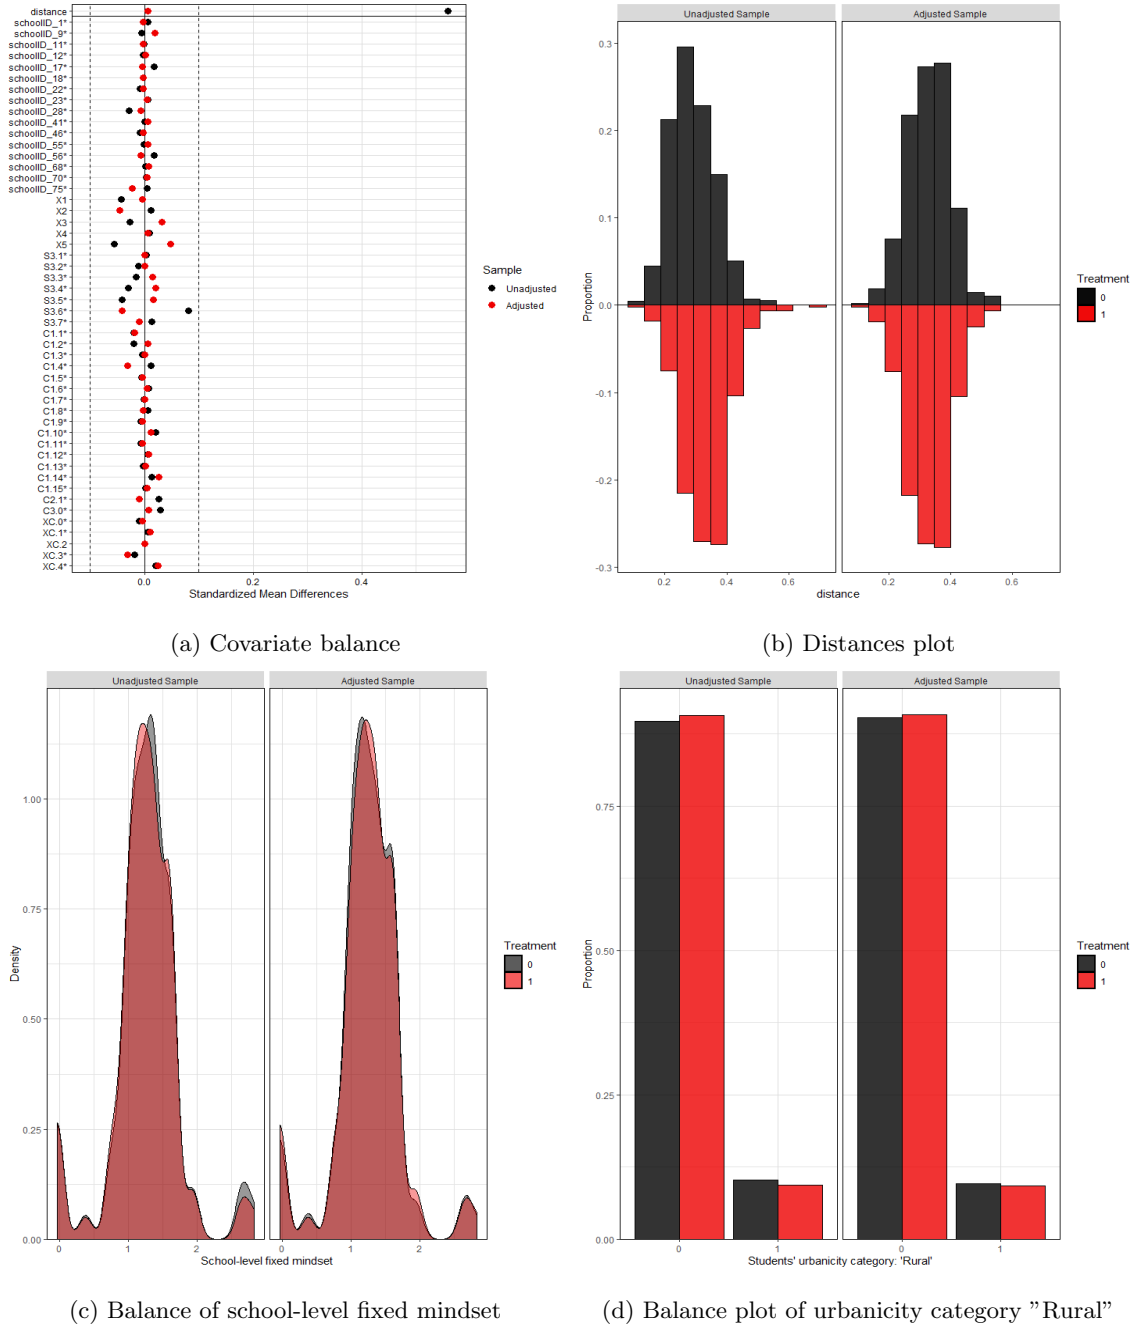 distance
schoolID_1*
schoolID_9*
schoolID_11*
schoolID_12*
schoolID_17*
schoolID_18*
schoolID_22*
schoolID_23*
schoolID_28*
schoolID_41*
schoolID_46*
schoolID_55*
schoolID_56*
schoolID_68*
schoolID_70*
schoolID_75*
X1
X2
X3
X4
X5
S3.1*
S3.2*
S3.3*
S3.4*
S3.5*
S3.6*
S3.7*
C1.1*
C1.2*
C1.3*
C1.4*
C1.5*
C1.6*
C1.7*
C1.8*
C1.9*
C1.10*
C1.11*
C1.12*
C1.13*
C1.14*
C1.15*
C2.1*
C3.0*
XC.0*
XC.1*
XC.2
XC.3*
XC.4*
0.0 0.2 0.4
Standardized Mean Differences
Sample
Unadjusted
Adjusted
(a) Covariate balance
Unadjusted Sample Adjusted Sample
0.3
0.2
0.1
0.0
-0.1
-0.2
-0.3
Proportion
0.2 0.4 0.6 0.2 0.4 0.6
distance
Treatment
0
1
(b) Distances plot
Unadjusted Sample Adjusted Sample
1.00
0.75
0.50
0.25
0.00
Density
0 1 2 0 1 2
School-level fixed mindset
Treatment
0
1
(c) Balance of school-level fixed mindset
Unadjusted Sample Adjusted Sample
0.75
0.50
0.25
0.00
Proportion
0 1 0 1
Students' urbanicity category: 'Rural'
Treatment
0
1
(d) Balance plot of urbanicity category ”Rural”